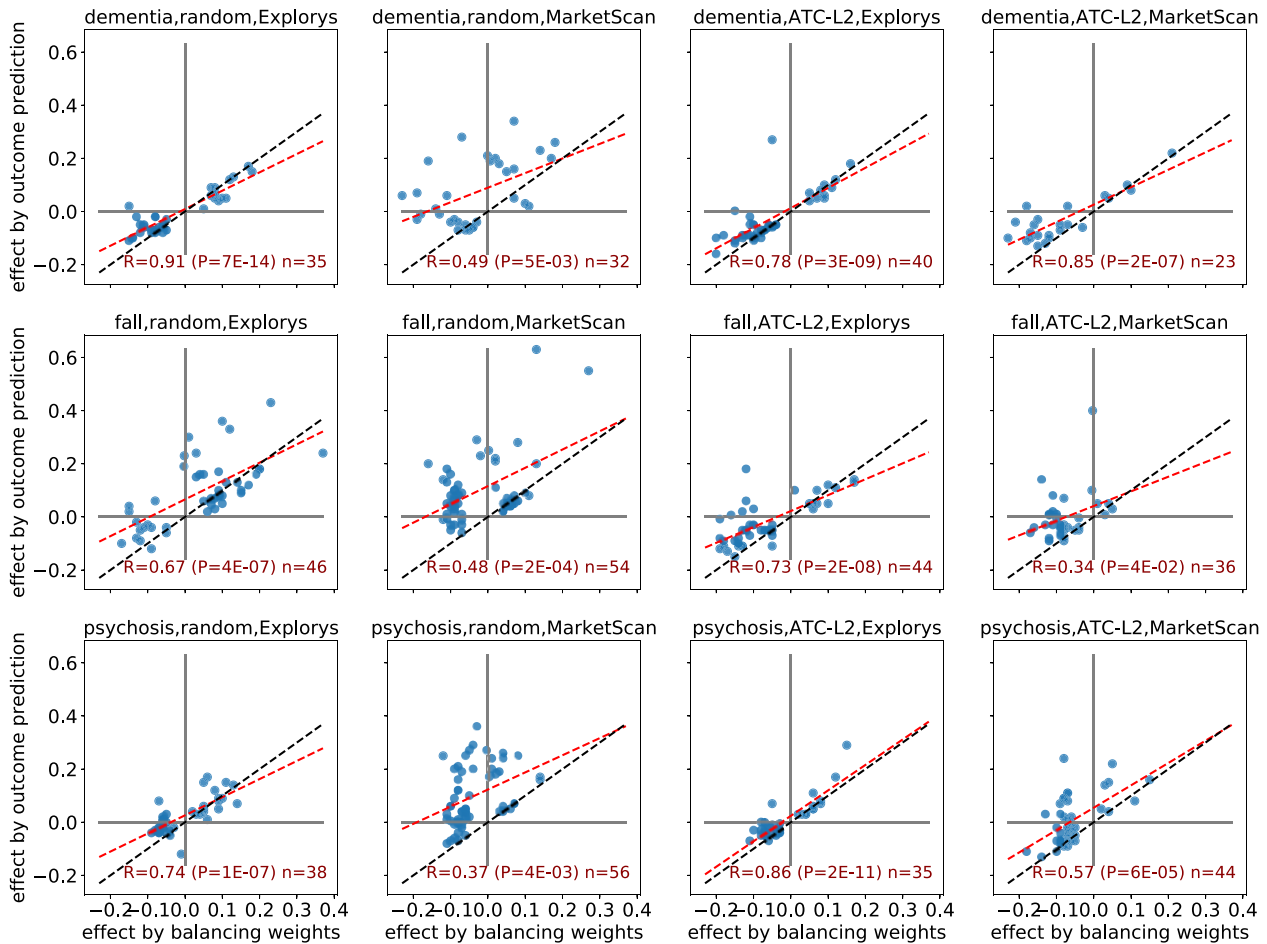 dementia,random,Explorys
dementia,random,MarketScan
dementia,ATC-L2,Explorys
dementia,ATC-L2,MarketScan
effect by outcome prediction
0.6
0.4
0.2
0.0
−0.2
R=0.91 (P=7E-14) n=35
R=0.49 (P=5E-03) n=32
R=0.78 (P=3E-09) n=40
R=0.85 (P=2E-07) n=23
fall,random,Explorys
fall,random,MarketScan
fall,ATC-L2,Explorys
fall,ATC-L2,MarketScan
effect by outcome prediction
0.6
0.4
0.2
0.0
−0.2
R=0.67 (P=4E-07) n=46
R=0.48 (P=2E-04) n=54
R=0.73 (P=2E-08) n=44
R=0.34 (P=4E-02) n=36
psychosis,random,Explorys
psychosis,random,MarketScan
psychosis,ATC-L2,Explorys
psychosis,ATC-L2,MarketScan
effect by outcome prediction
0.6
0.4
0.2
0.0
−0.2
R=0.74 (P=1E-07) n=38
R=0.37 (P=4E-03) n=56
R=0.86 (P=2E-11) n=35
R=0.57 (P=6E-05) n=44
−0.2 −0.1 0.0 0.1 0.2 0.3 0.4
−0.2 −0.1 0.0 0.1 0.2 0.3 0.4
−0.2 −0.1 0.0 0.1 0.2 0.3 0.4
−0.2 −0.1 0.0 0.1 0.2 0.3 0.4
effect by balancing weights
effect by balancing weights
effect by balancing weights
effect by balancing weights